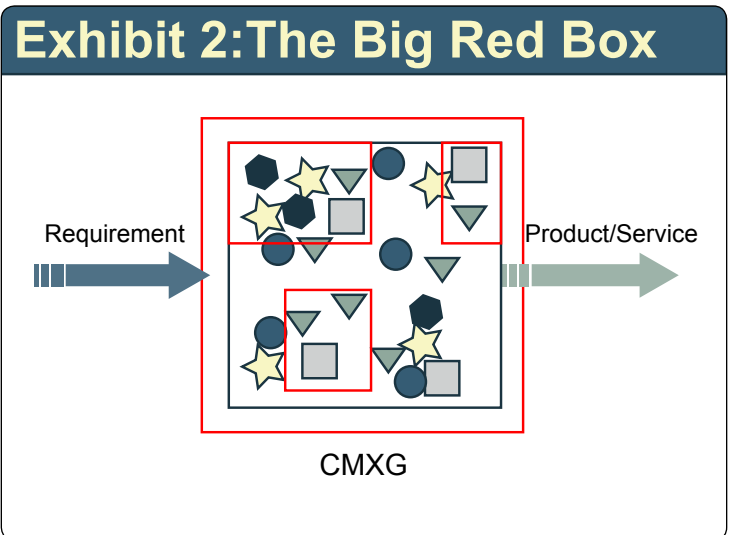 Exhibit 2:The Big Red Box
Requirement
Product/Service
CMXG